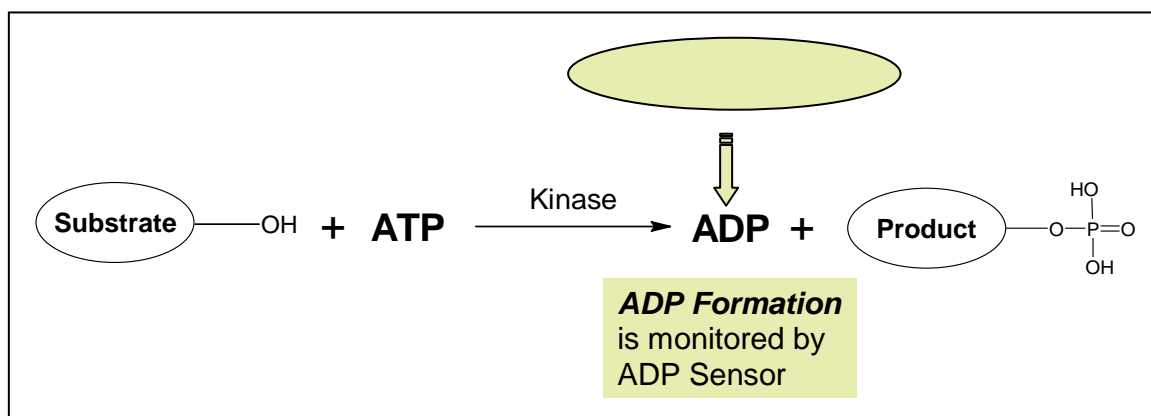 Kinase
Substrate OH + ATP ADP + Product O P O
HO
OH
ADP Formation
is monitored by
ADP Sensor